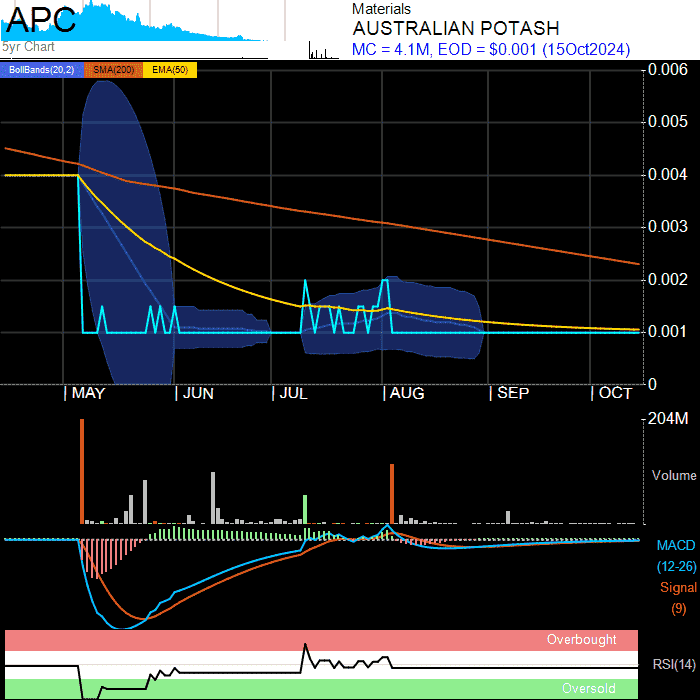 APC
5yr Chart
Materials
AUSTRALIAN POTASH
MC = 4.1M, EOD = $0.001 (15Oct2024)
BollBands(20,2) SMA(200) EMA(50)
0.006
0.005
0.004
0.003
0.002
0.001
0
| MAY | JUN | JUL | AUG | SEP | OCT
204M
Volume
MACD
(12-26)
Signal
(9)
Overbought
RSI(14)
Oversold